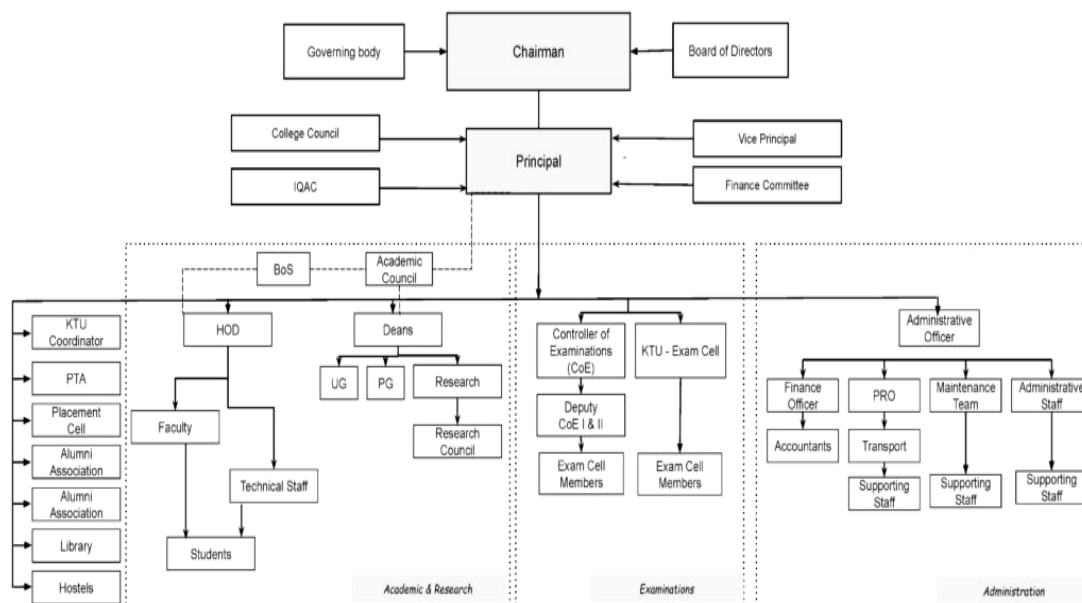 Governing body
Chairman
Board of Directors
College Council
Principal
Vice Principal
IQAC
Finance Committee
BoS
Academic
Council
KTU
Coordinator
PTA
Placement
Cell
Alumni
Association
Alumni
Association
Library
Hostels
HOD
Faculty
Technical Staff
Students
Deans
UG
PG
Research
Research
Council
Academic & Research
Controller of
Examinations
(CoE)
KTU - Exam Cell
Deputy
CoE I & II
Exam Cell
Members
Exam Cell
Members
Examinations
Administrative
Officer
Finance
Officer
PRO
Maintenance
Team
Administrative
Staff
Accountants
Transport
Supporting
Staff
Supporting
Staff
Supporting
Staff
Administration